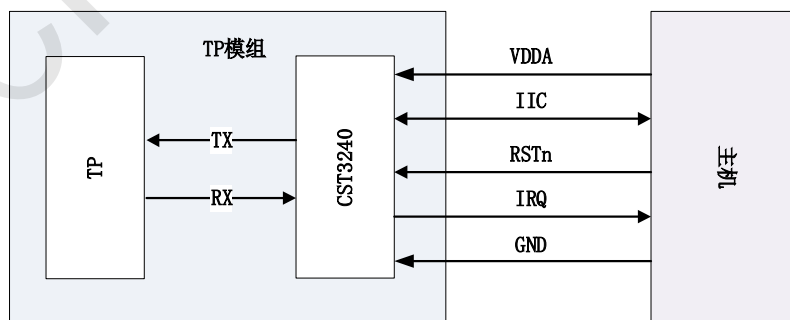 TP模组
VDDA
IIC
TX
RSTn
TP
CST3240
主机
RX
IRQ
GND